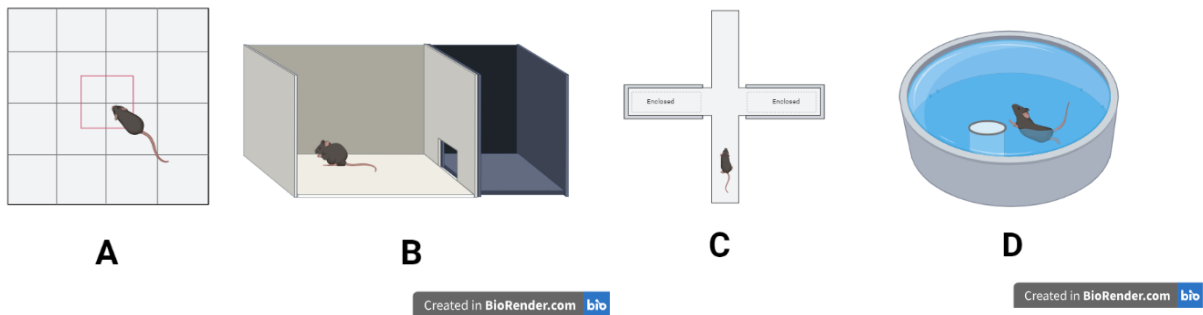 Enclosed
Enclosed
A
B
C
D
Created in BioRender.com bio
Created in BioRender.com bio